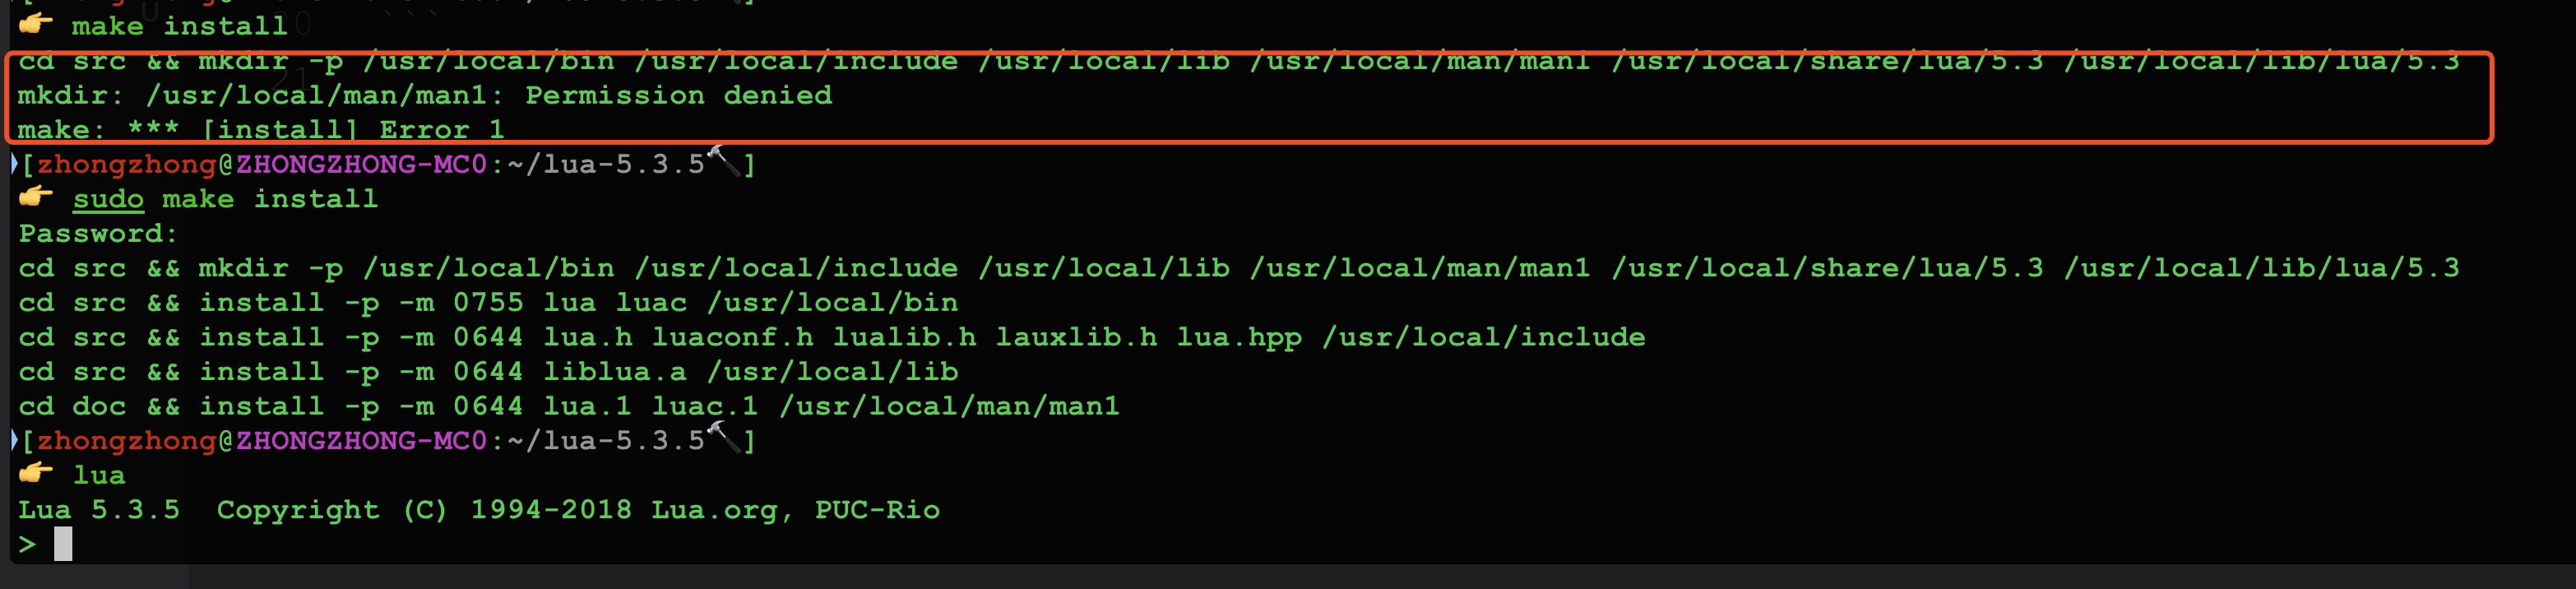 👉 make install
cd src && mkdir -p /usr/local/bin /usr/local/include /usr/local/lib /usr/local/man/man1 /usr/local/share/lua/5.3 /usr/local/lib/lua/5.3
mkdir: /usr/local/man/man1: Permission denied
make: *** [install] Error 1
[zhongzhong@ZHONGZHONG-MC0:~/lua-5.3.5🔨]
👉 sudo make install
Password:
cd src && mkdir -p /usr/local/bin /usr/local/include /usr/local/lib /usr/local/man/man1 /usr/local/share/lua/5.3 /usr/local/lib/lua/5.3
cd src && install -p -m 0755 lua luac /usr/local/bin
cd src && install -p -m 0644 lua.h luaconf.h lualib.h lauxlib.h lua.hpp /usr/local/include
cd src && install -p -m 0644 liblua.a /usr/local/lib
cd doc && install -p -m 0644 lua.1 luac.1 /usr/local/man/man1
[zhongzhong@ZHONGZHONG-MC0:~/lua-5.3.5🔨]
👉 lua
Lua 5.3.5  Copyright (C) 1994-2018 Lua.org, PUC-Rio
>